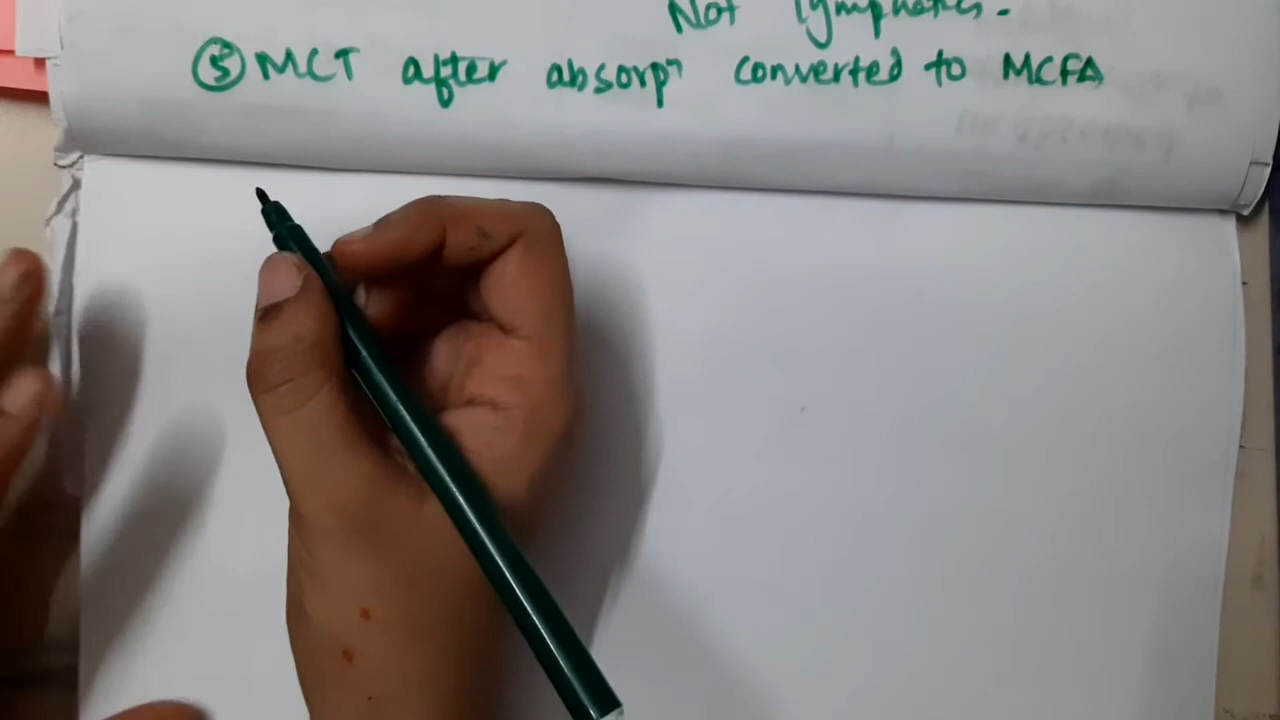 Not lymphatics.
⑤ MCT after absorpⁿ converted to MCFA